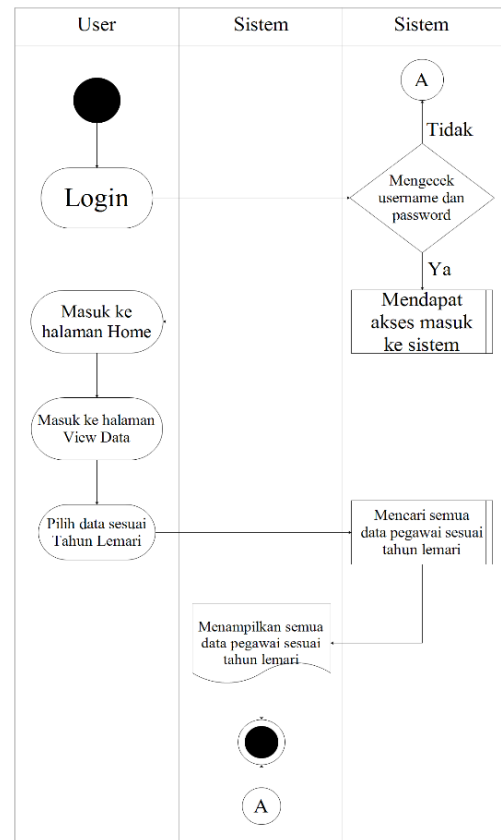 User
Sistem
Sistem
A
Tidak
Login
Mengecek
username dan
password
Ya
Masuk ke
halaman Home
Mendapat
akses masuk
ke sistem
Masuk ke halaman
View Data
Pilih data sesuai
Tahun Lemari
Mencari semua
data pegawai sesuai
tahun lemari
Menampilkan semua
data pegawai sesuai
tahun lemari
A